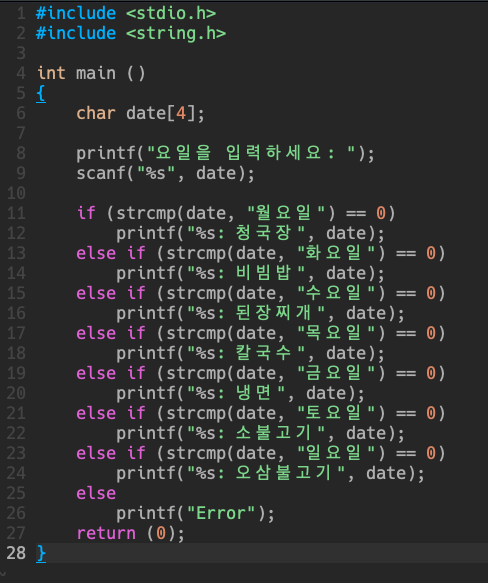 1 #include <stdio.h>
2 #include <string.h>
3
4 int main ()
5 {
6     char date[4];
7
8     printf("요일을 입력하세요: ");
9     scanf("%s", date);
10
11     if (strcmp(date, "월요일") == 0)
12         printf("%s: 청국장", date);
13     else if (strcmp(date, "화요일") == 0)
14         printf("%s: 비빔밥", date);
15     else if (strcmp(date, "수요일") == 0)
16         printf("%s: 된장찌개", date);
17     else if (strcmp(date, "목요일") == 0)
18         printf("%s: 칼국수", date);
19     else if (strcmp(date, "금요일") == 0)
20         printf("%s: 냉면", date);
21     else if (strcmp(date, "토요일") == 0)
22         printf("%s: 소불고기", date);
23     else if (strcmp(date, "일요일") == 0)
24         printf("%s: 오삼불고기", date);
25     else
26         printf("Error");
27     return (0);
28 }
~